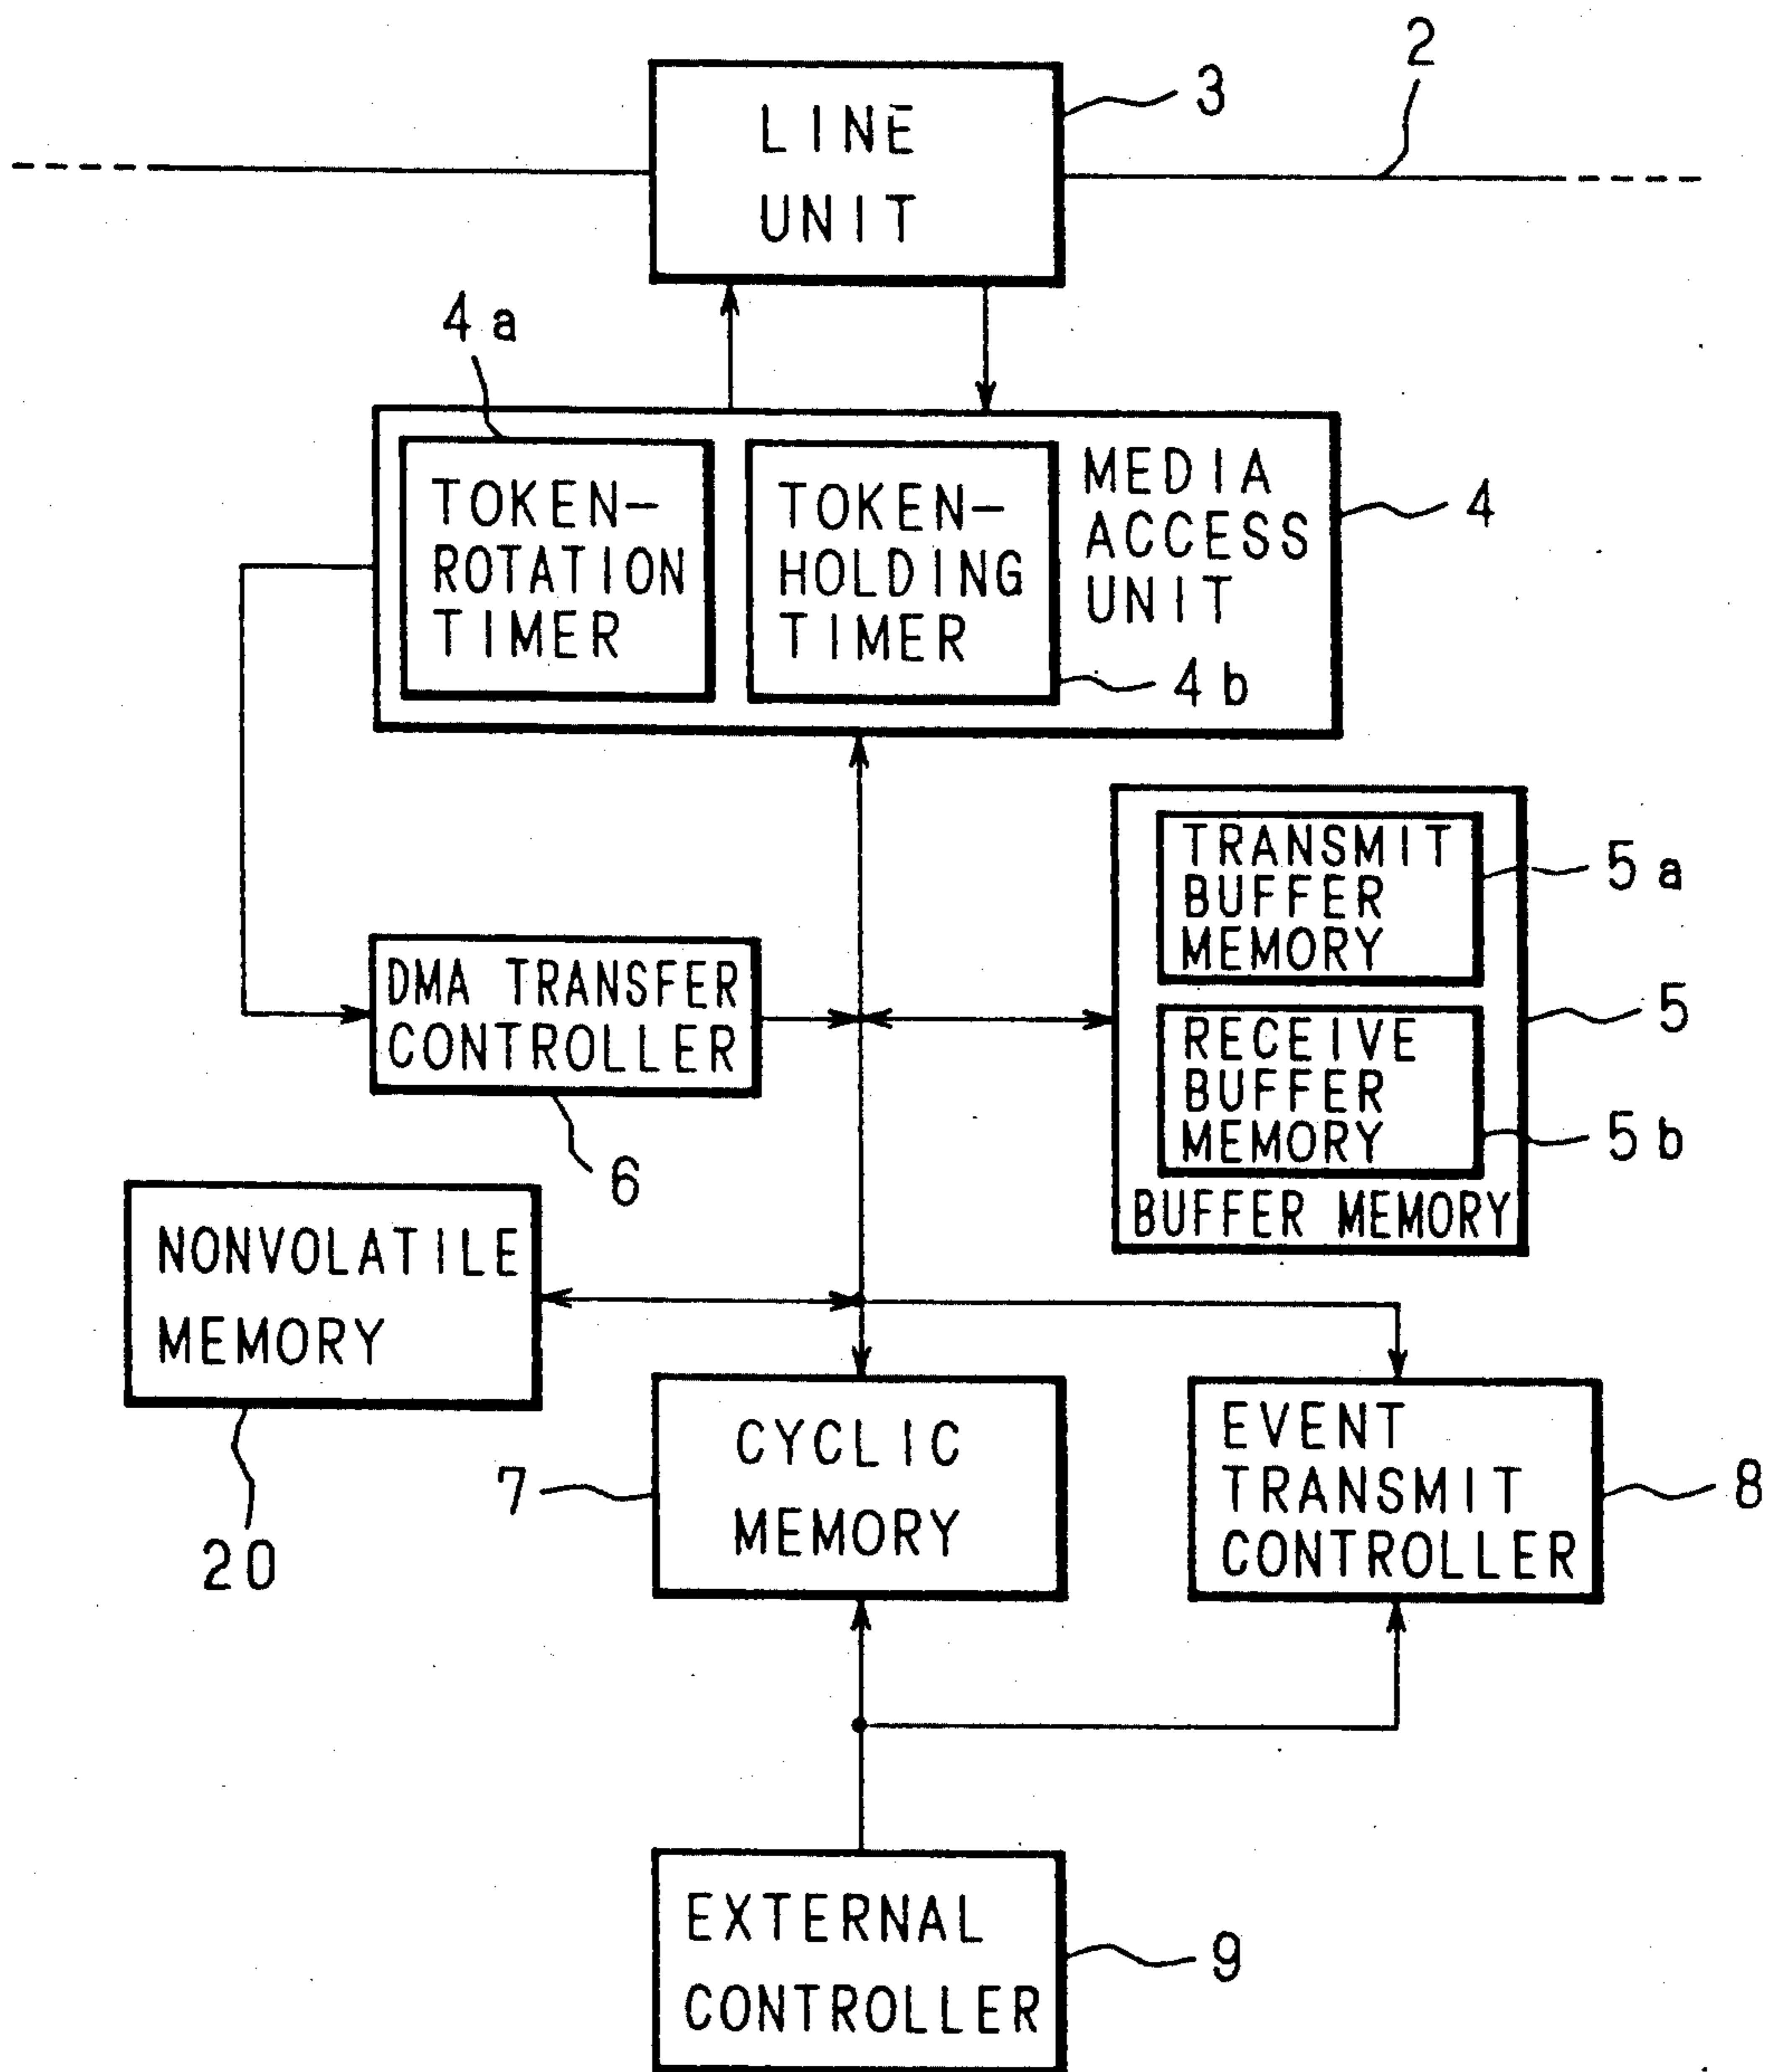 2
LINE
UNIT
3
4a
TOKEN-
ROTATION
TIMER
TOKEN-
HOLDING
TIMER
MEDIA
ACCESS
UNIT
4
4b
TRANSMIT
BUFFER
MEMORY
5a
5
RECEIVE
BUFFER
MEMORY
5b
BUFFER MEMORY
DMA TRANSFER
CONTROLLER
6
NONVOLATILE
MEMORY
20
CYCLIC
MEMORY
7
EVENT
TRANSMIT
CONTROLLER
8
EXTERNAL
CONTROLLER
9